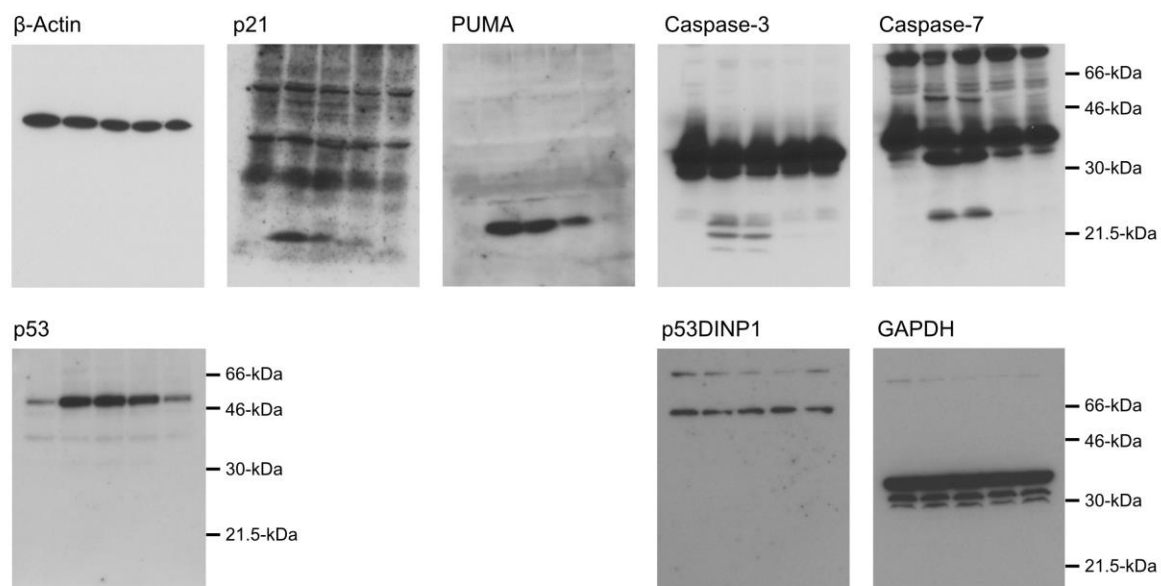 β-Actin
p21
PUMA
Caspase-3
Caspase-7
66-kDa
46-kDa
30-kDa
21.5-kDa
p53
66-kDa
46-kDa
30-kDa
21.5-kDa
p53DINP1
GAPDH
66-kDa
46-kDa
30-kDa
21.5-kDa